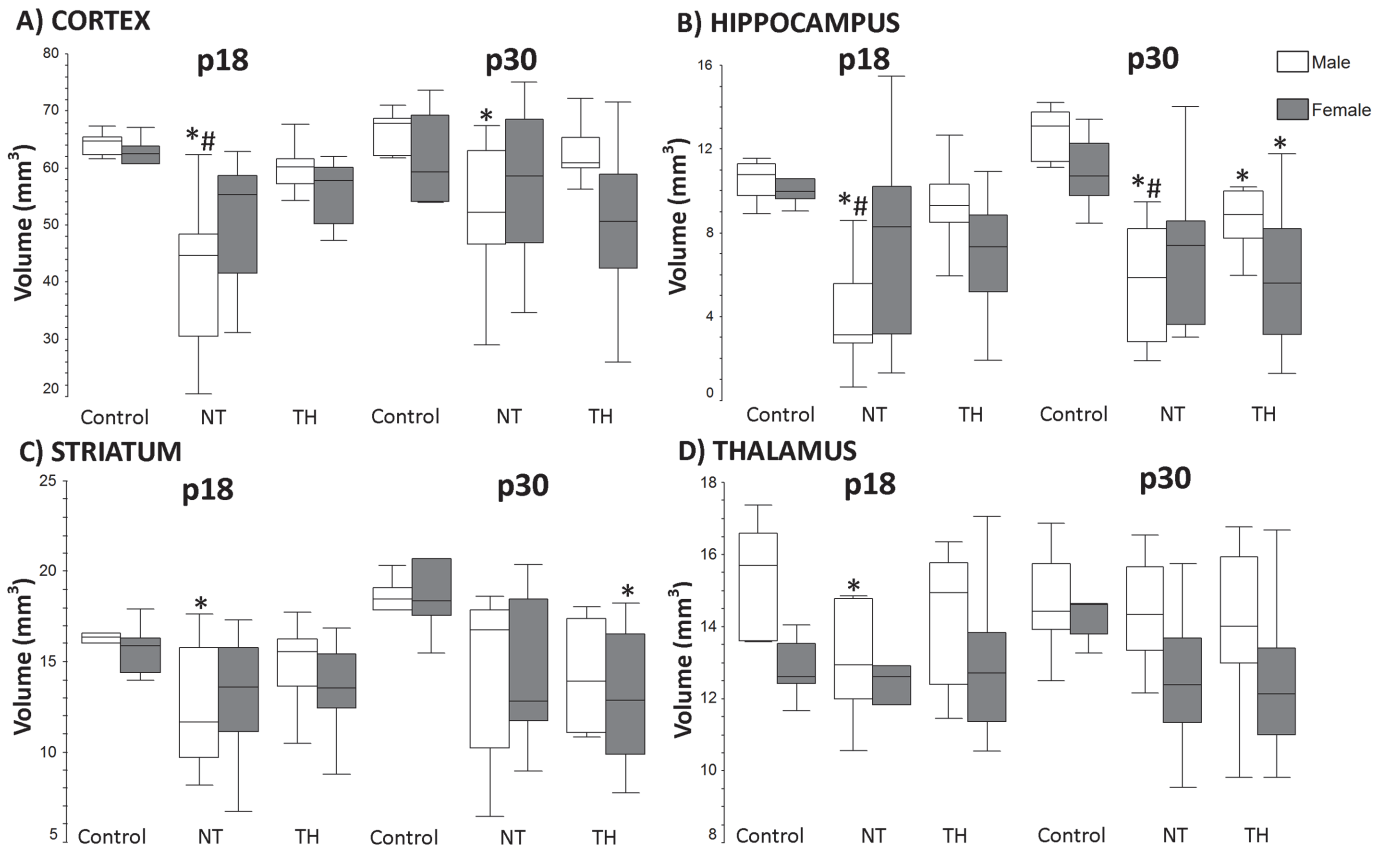 A) CORTEX
p18
p30
Volume (mm³)
80
70
60
50
40
30
20
*#
*
Control
NT
TH
Control
NT
TH
B) HIPPOCAMPUS
p18
p30
Male
Female
Volume (mm³)
16
12
8
4
0
*#
*#
*
*
Control
NT
TH
Control
NT
TH
C) STRIATUM
p18
p30
Volume (mm³)
25
20
15
10
5
*
*
Control
NT
TH
Control
NT
TH
D) THALAMUS
p18
p30
Volume (mm³)
18
16
14
12
10
8
*
Control
NT
TH
Control
NT
TH